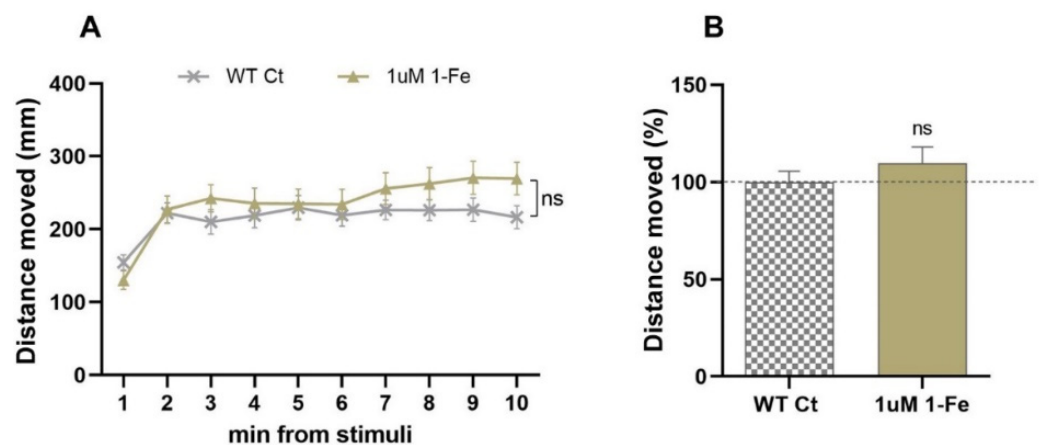 A
WT Ct
1uM 1-Fe
400
300
200
100
0
Distance moved (mm)
ns
1 2 3 4 5 6 7 8 9 10
min from stimuli
B
150
100
50
0
Distance moved (%)
ns
WT Ct
1uM 1-Fe